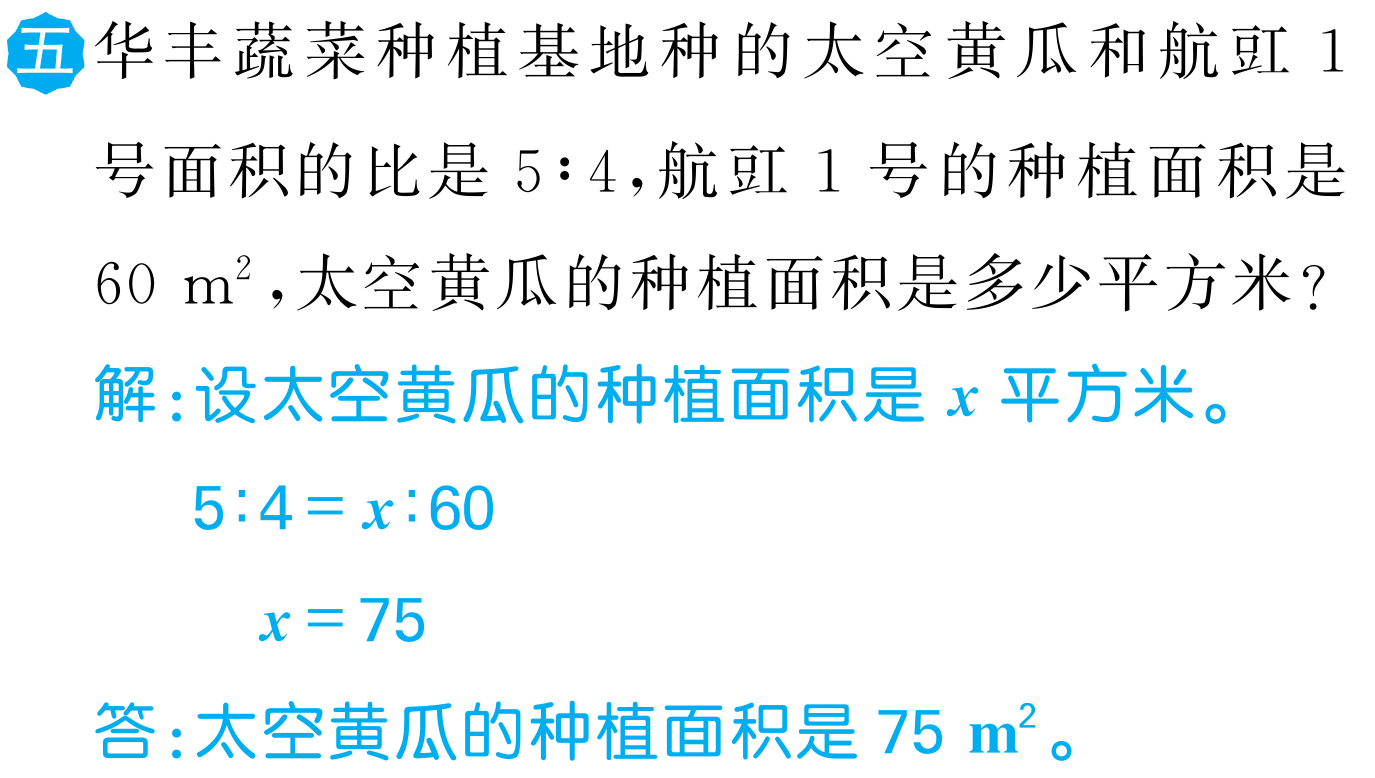 五 华丰蔬菜种植基地种的太空黄瓜和航豇 1
号面积的比是 5∶4,航豇 1 号的种植面积是
60 m²,太空黄瓜的种植面积是多少平方米?
解:设太空黄瓜的种植面积是 x 平方米。
5∶4=x∶60
x=75
答:太空黄瓜的种植面积是 75 m²。